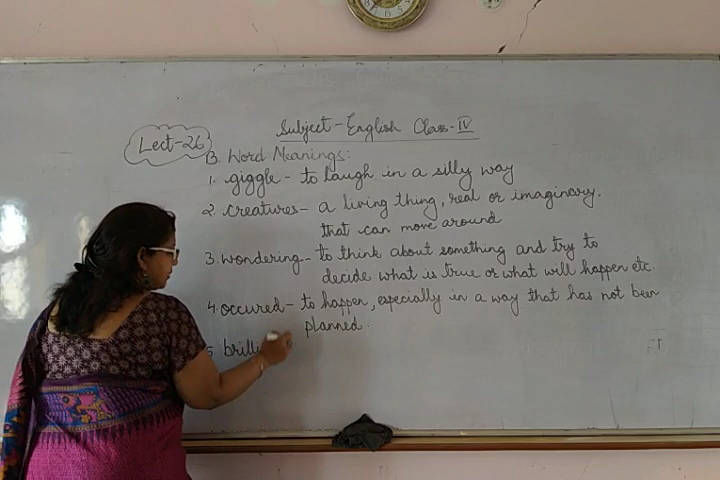 Subject - English Class - IV
Lect-26
B. Word Meanings:
1. giggle - to laugh in a silly way
2. creatures - a living thing, real or imaginary.
that can move around
3. wondering - to think about something and try to
decide what is true or what will happen etc
4. occured - to happen, especially in a way that has not been
planned.
5. brilli